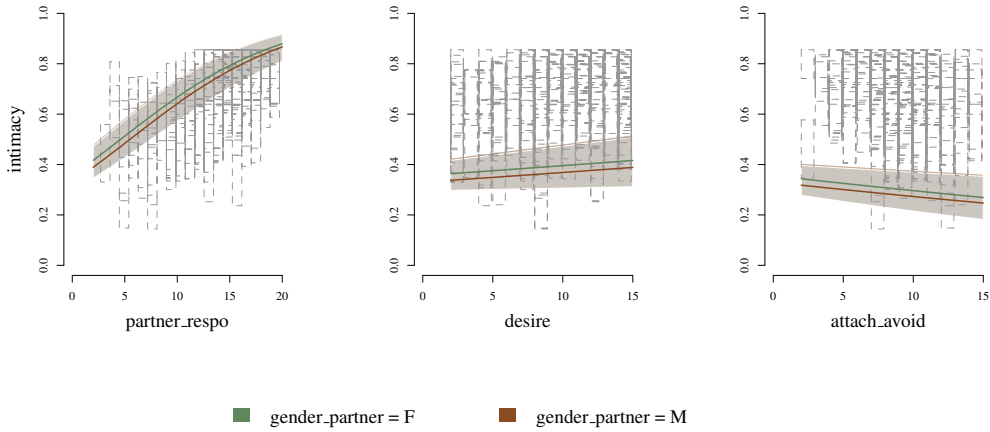 intimacy
0.0 0.2 0.4 0.6 0.8 1.0
0 5 10 15 20
partner_respo
0.0 0.2 0.4 0.6 0.8 1.0
0 5 10 15
desire
0.0 0.2 0.4 0.6 0.8 1.0
0 5 10 15
attach_avoid
gender_partner = F
gender_partner = M